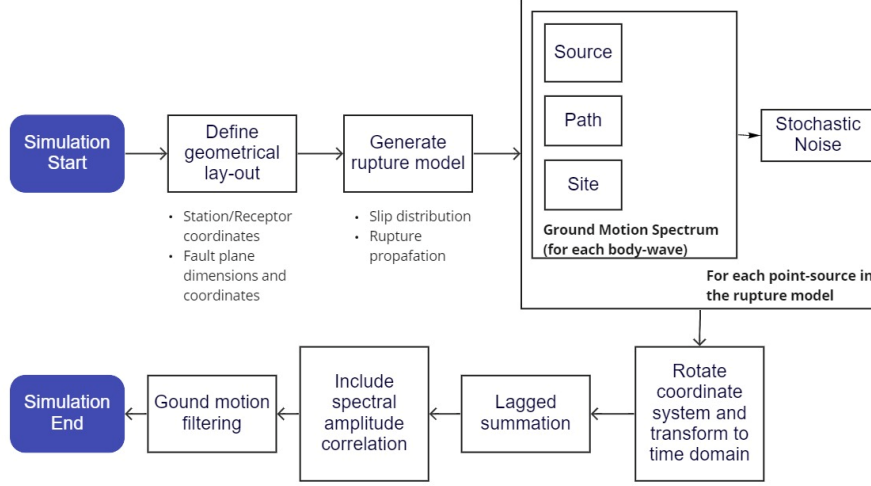 Simulation
Start
Define
geometrical
lay-out
Generate
rupture model
Source
Path
Site
Stochastic
Noise
• Station/Receptor
coordinates
• Fault plane
dimensions and
coordinates
• Slip distribution
• Rupture
propafation
Ground Motion Spectrum
(for each body-wave)
For each point-source in
the rupture model
Simulation
End
Gound motion
filtering
Include
spectral
amplitude
correlation
Lagged
summation
Rotate
coordinate
system and
transform to
time domain